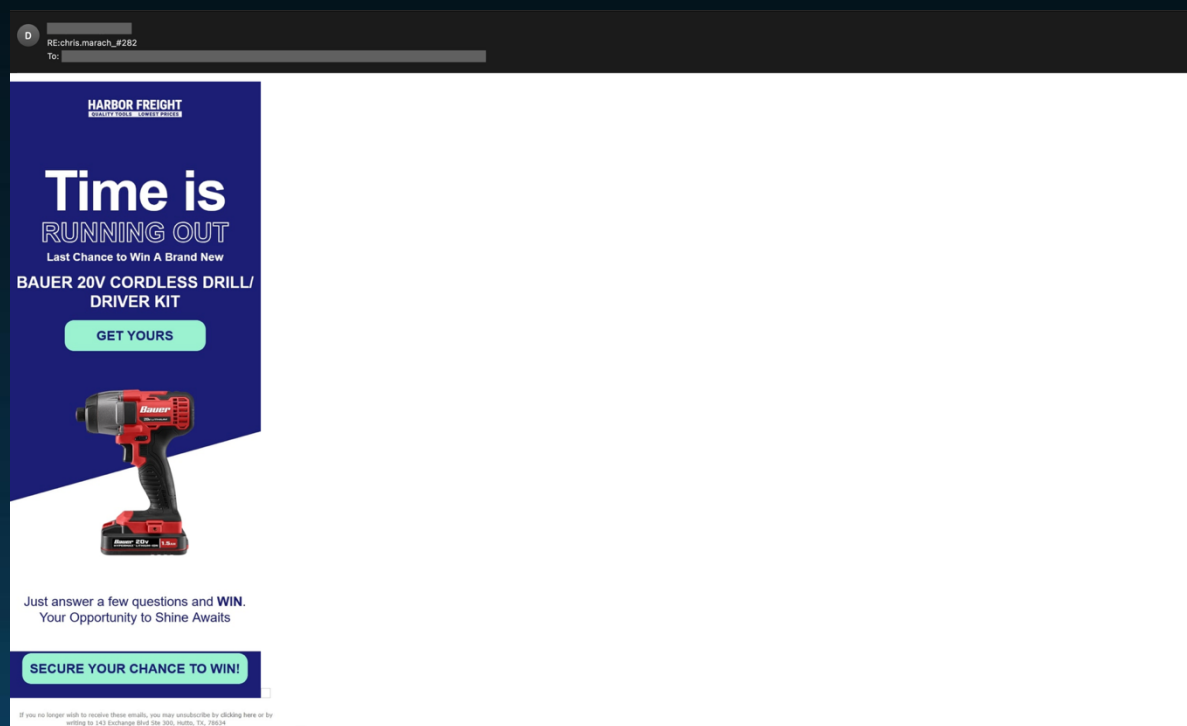 D
RE:chris.marach_#282
To:
HARBOR FREIGHT
QUALITY TOOLS LOWEST PRICES
Time is
RUNNING OUT
Last Chance to Win A Brand New
BAUER 20V CORDLESS DRILL/
DRIVER KIT
GET YOURS
Bauer
Bauer 20v
1.5
Just answer a few questions and WIN.
Your Opportunity to Shine Awaits
SECURE YOUR CHANCE TO WIN!
If you no longer wish to receive these emails, you may unsubscribe by clicking here or by
writing to 143 Exchange Blvd Ste 300, Hutto, TX, 78634